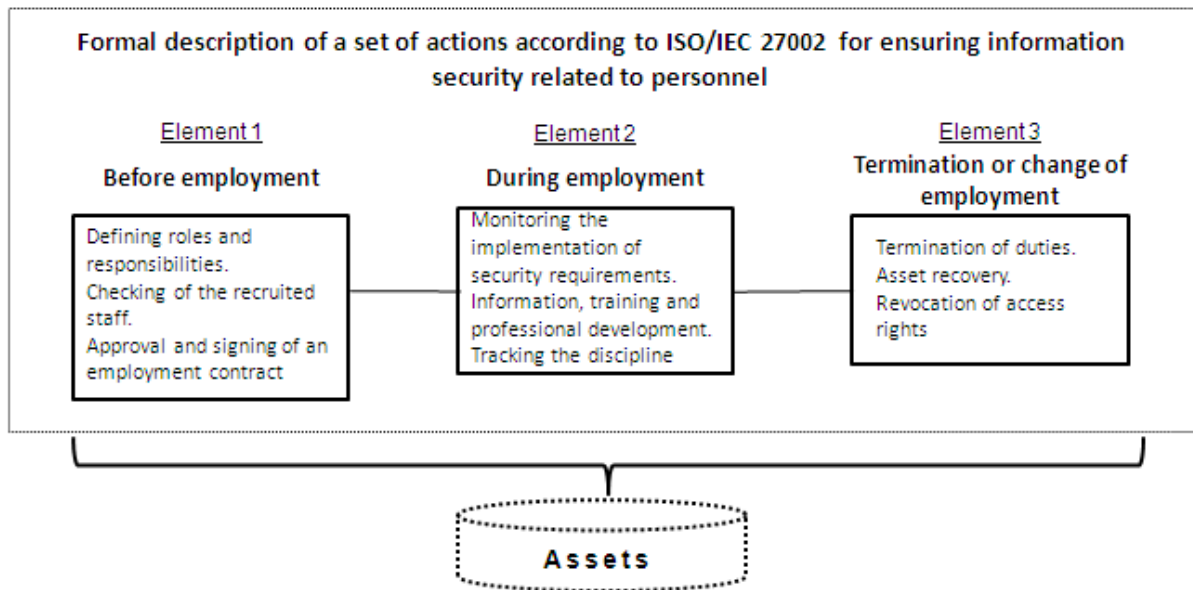 Formal description of a set of actions according to ISO/IEC 27002 for ensuring information
security related to personnel
Element 1
Before employment
Defining roles and
responsibilities.
Checking of the recruited
staff.
Approval and signing of an
employment contract
Element 2
During employment
Monitoring the
implementation of
security requirements.
Information, training and
professional development.
Tracking the discipline
Element 3
Termination or change of
employment
Termination of duties.
Asset recovery.
Revocation of access
rights
Assets